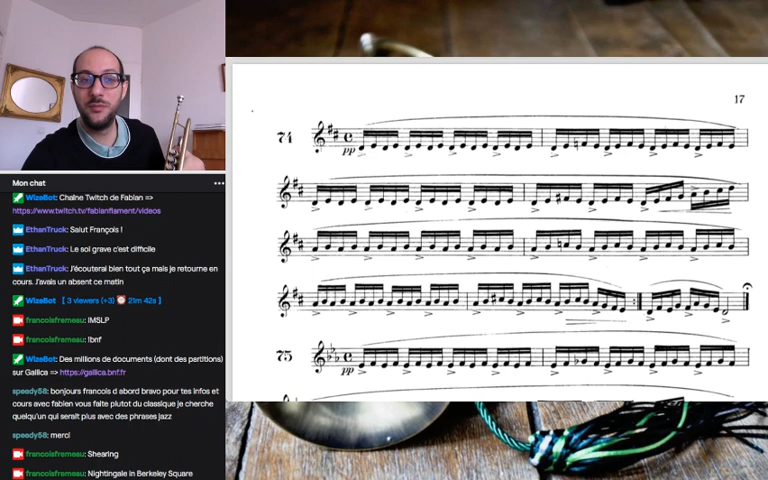 Mon chat
WizeBot: Chaîne Twitch de Fabian =>
https://www.twitch.tv/fabianflament/videos
EthanTruck: Salut François !
EthanTruck: Le sol grave c'est difficile
EthanTruck: J'écouterai bien tout ça mais je retourne en
cours. J'avais un absent ce matin
WizeBot 【 3 viewers (+3) ⏰ 21m 42s 】
francoisfremeau: !IMSLP
francoisfremeau: !bnf
WizeBot: Des millions de documents (dont des partitions)
sur Gallica => https://gallica.bnf.fr
speedy58: bonjours francois d abord bravo pour tes infos et
cours avec fabien vous faite plutot du classique je cherche
quelqu'un qui serait plus avec des phrases jazz
speedy58: merci
francoisfremeau: Shearing
francoisfremeau: Nightingale in Berkeley Square
17
74
pp
75
pp